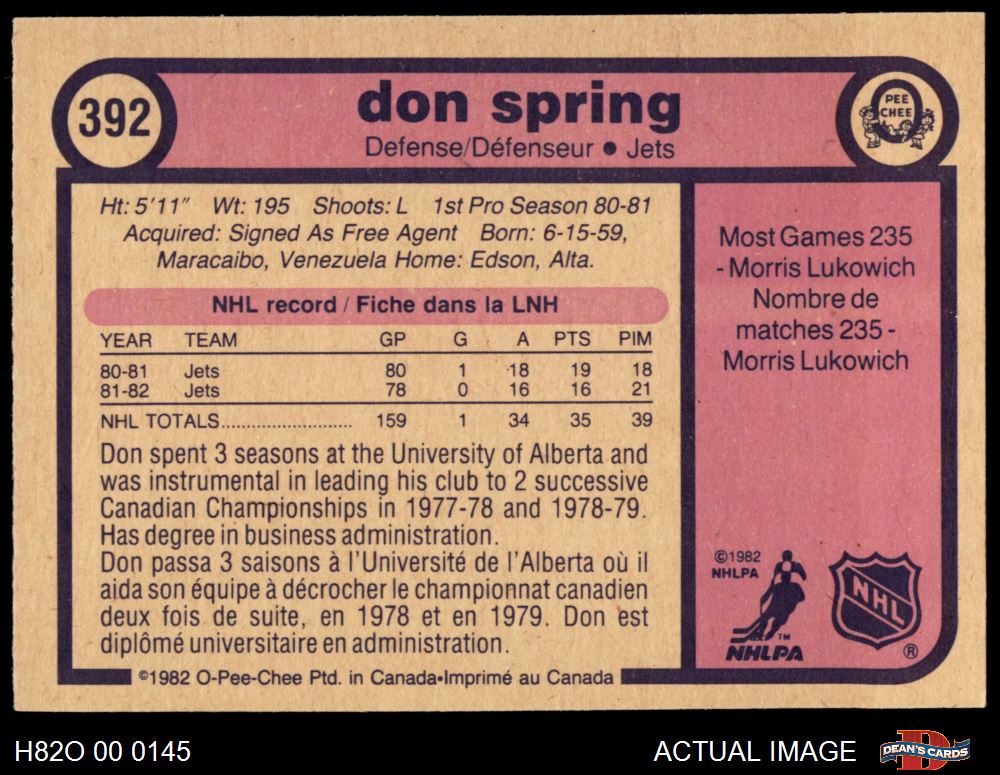 392
don spring
Defense/Défenseur • Jets
PEE
CHEE
Ht: 5'11" Wt: 195 Shoots: L 1st Pro Season 80-81
Acquired: Signed As Free Agent Born: 6-15-59,
Maracaibo, Venezuela Home: Edson, Alta.
NHL record / Fiche dans la LNH
YEAR TEAM GP G A PTS PIM
80-81 Jets 80 1 18 19 18
81-82 Jets 78 0 16 16 21
NHL TOTALS.......................... 159 1 34 35 39
Don spent 3 seasons at the University of Alberta and
was instrumental in leading his club to 2 successive
Canadian Championships in 1977-78 and 1978-79.
Has degree in business administration.
Don passa 3 saisons à l'Université de l'Alberta où il
aida son équipe à décrocher le championnat canadien
deux fois de suite, en 1978 et en 1979. Don est
diplômé universitaire en administration.
Most Games 235
- Morris Lukowich
Nombre de
matches 235 -
Morris Lukowich
©1982
NHLPA
TM
NHLPA
NHL
®
©1982 O-Pee-Chee Ptd. in Canada•Imprimé au Canada
H82O 00 0145
ACTUAL IMAGE
D
DEAN'S CARDS